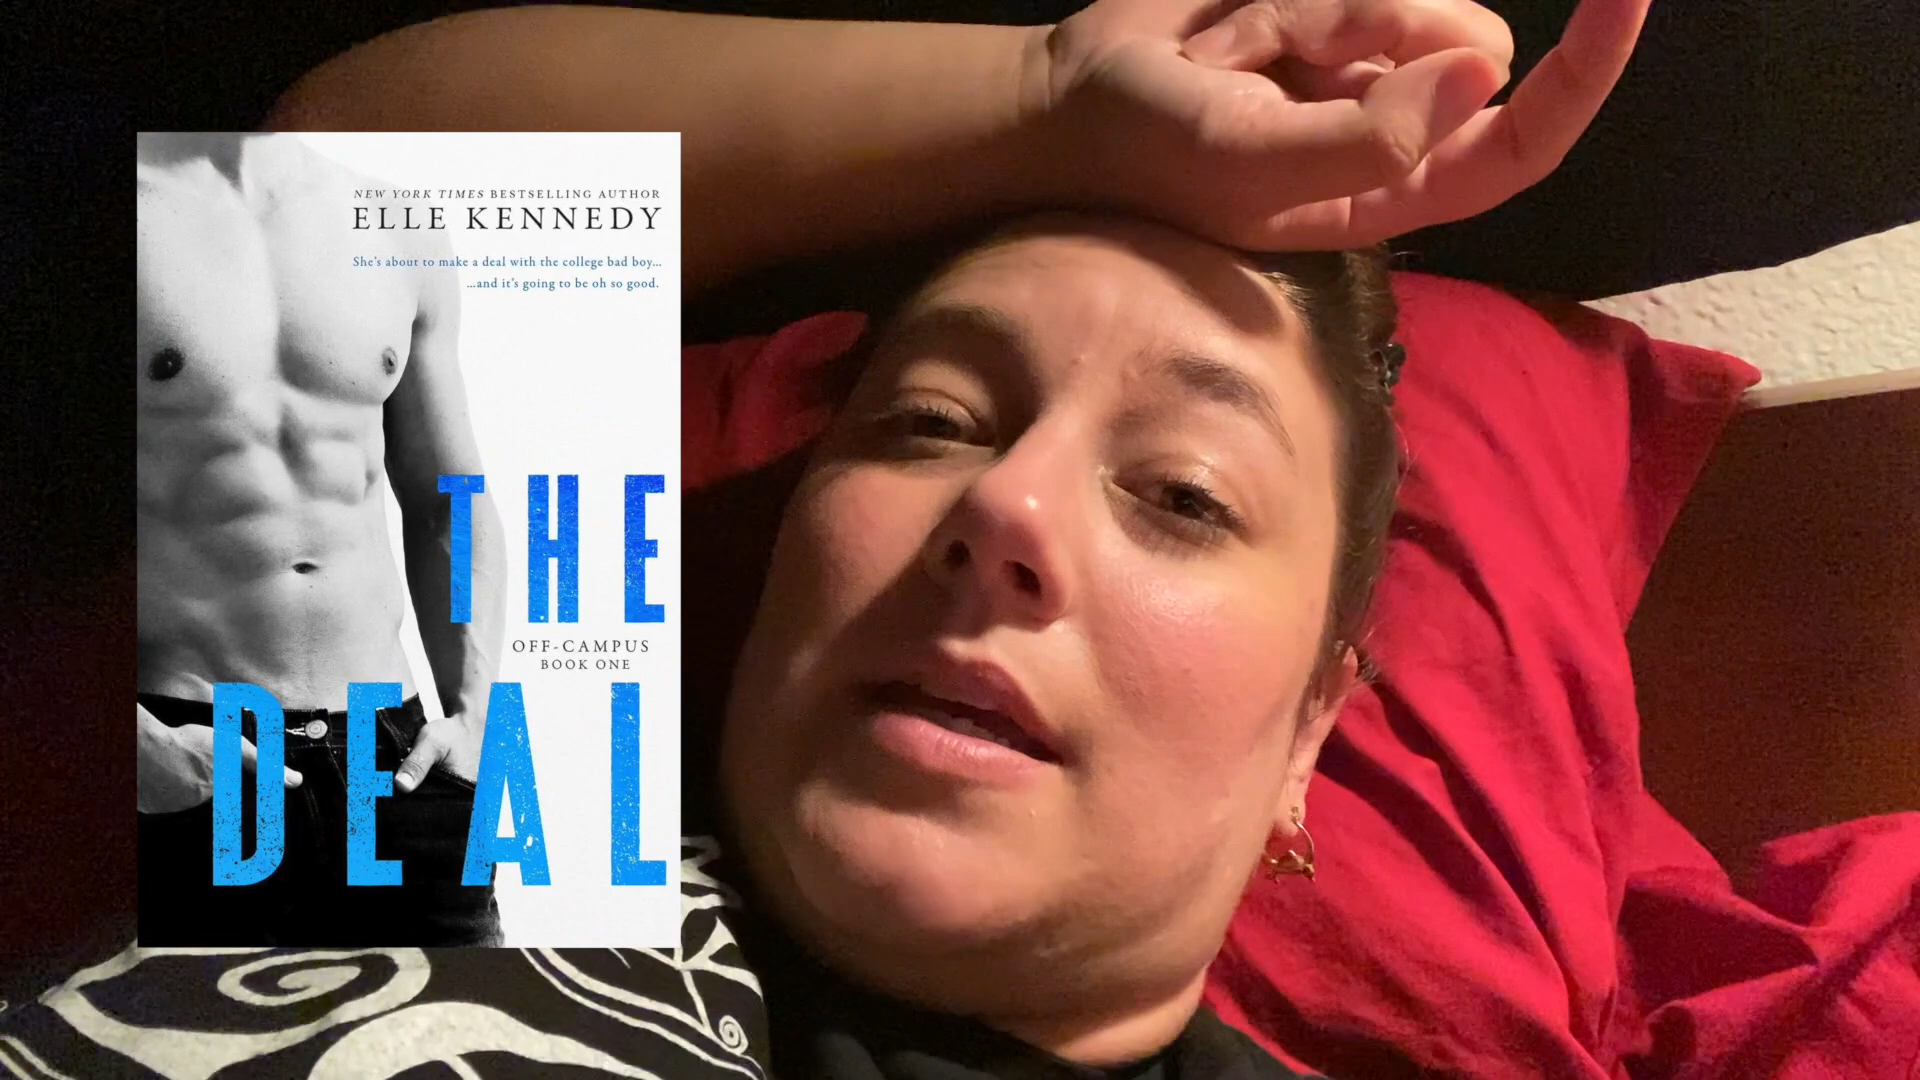 NEW YORK TIMES BESTSELLING AUTHOR
ELLE KENNEDY
She's about to make a deal with the college bad boy...
...and it's going to be oh so good.
THE
OFF-CAMPUS
BOOK ONE
DEAL